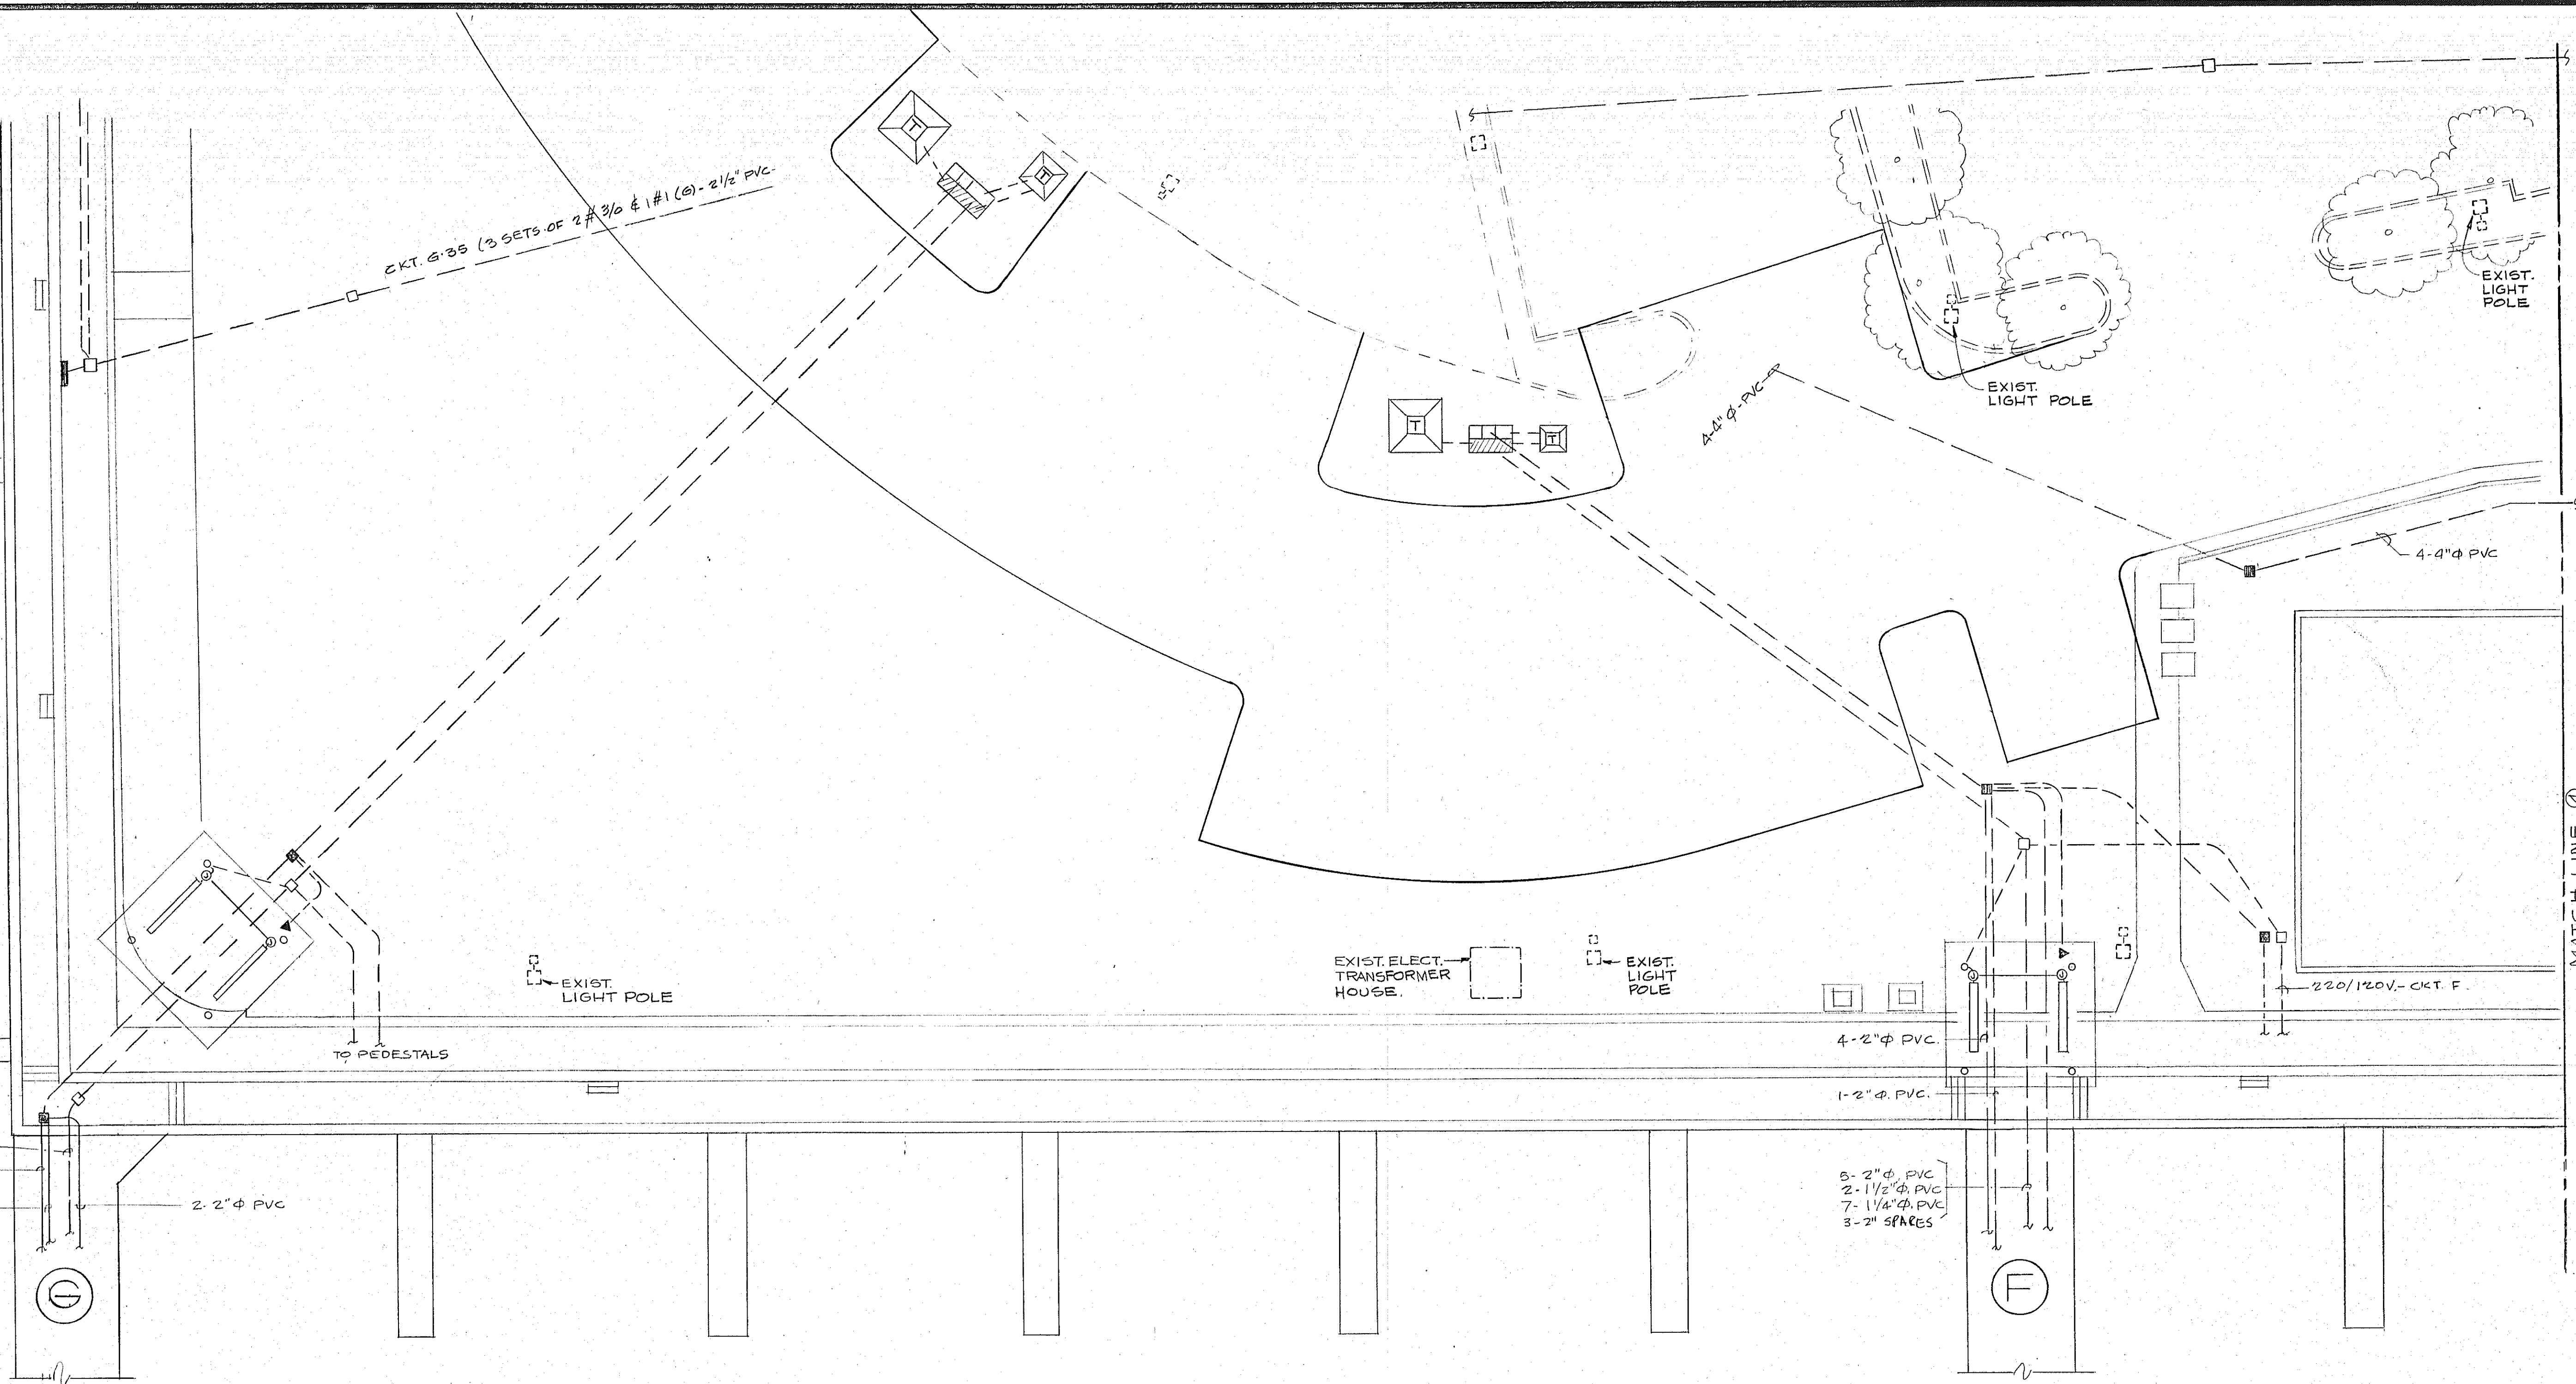 CKT. G-35 (3 SETS OF 2 # 3/0 & 1 #1 (G) - 2 1/2" PVC.
T
T
EXIST.
LIGHT
POLE
EXIST.
LIGHT POLE
4-4" Φ - PVC
T
T
4-4" Φ PVC
EXIST.
LIGHT POLE
EXIST. ELECT.
TRANSFORMER
HOUSE.
EXIST.
LIGHT
POLE
220/120V. - CKT. F.
MATCH LINE
TO PEDESTALS
4-2" Φ PVC.
1-2" Φ. PVC.
2-2" Φ PVC
5-2" Φ. PVC
2-1 1/2" Φ. PVC
7-1 1/4" Φ. PVC
3-2" SPARES
G
F